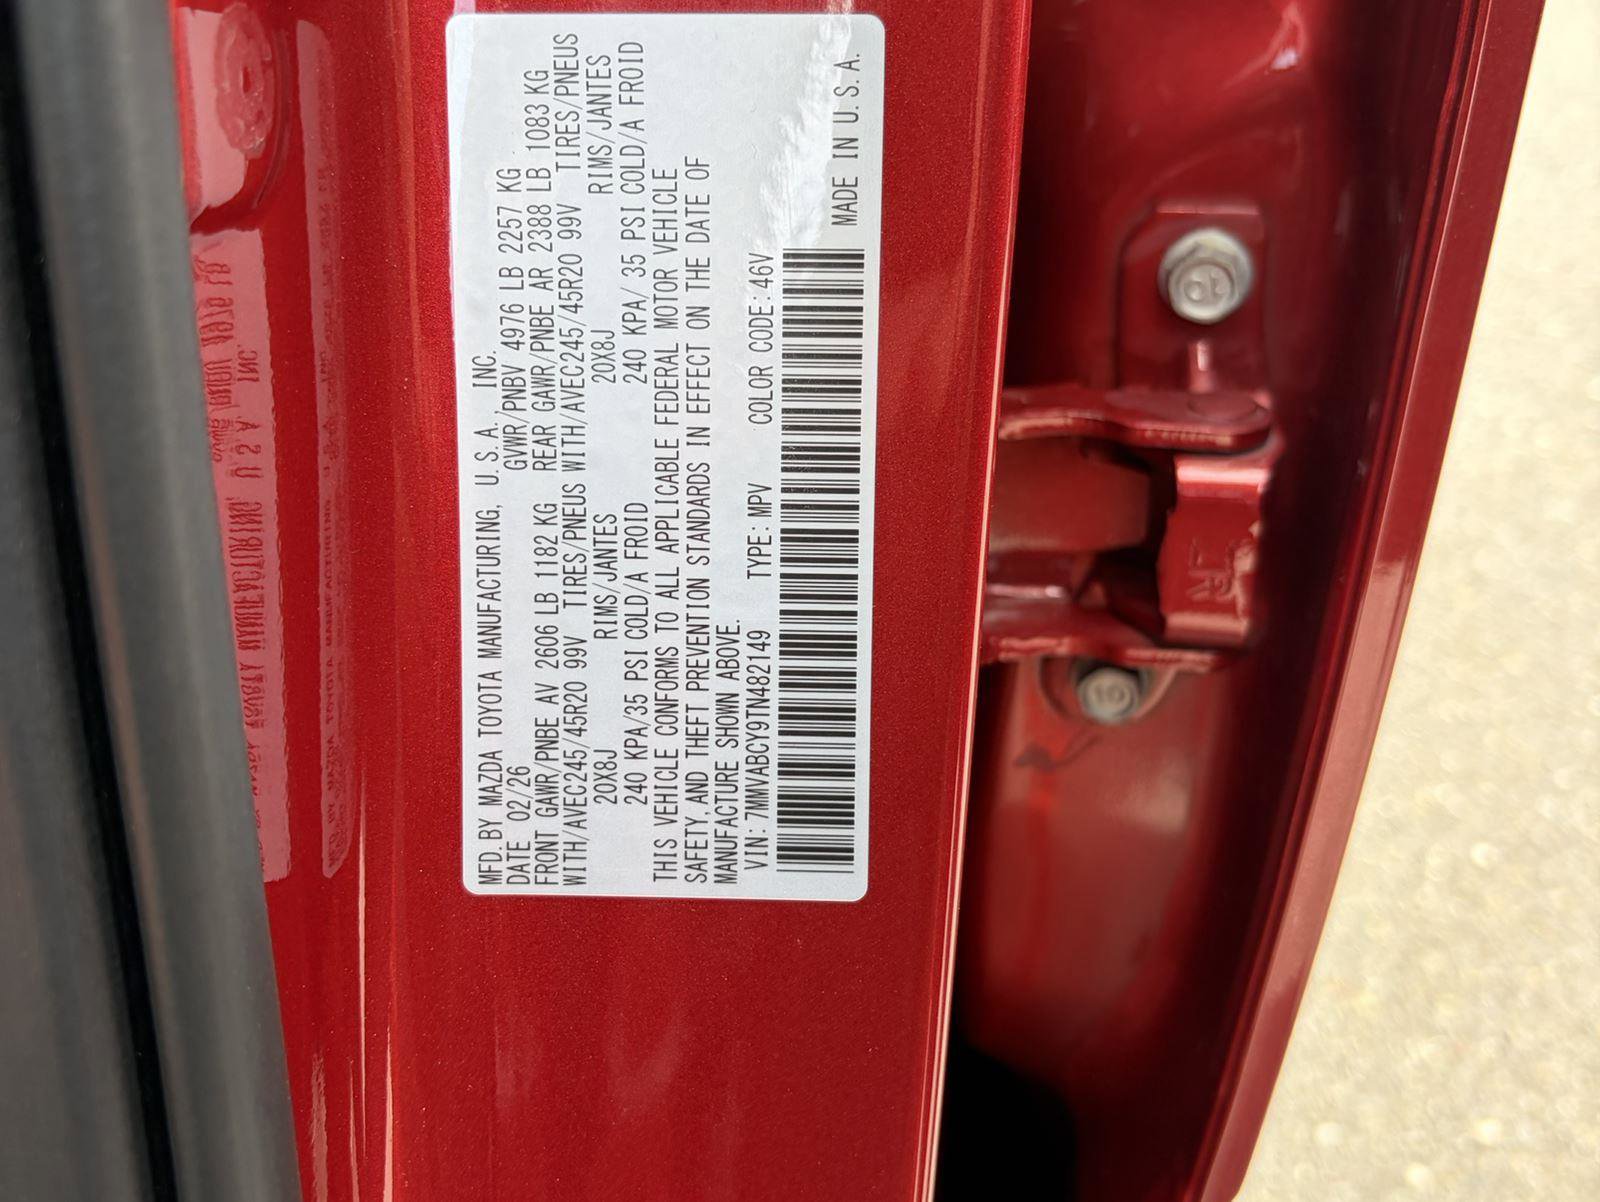 MFD. BY MAZDA TOYOTA MANUFACTURING, U. S. A., INC.
DATE 02/26 GVWR/PNBV 4976 LB 2257 KG
FRONT GAWR/PNBE AV 2606 LB 1182 KG REAR GAWR/PNBE AR 2388 LB 1083 KG
WITH/AVEC245/45R20 99V TIRES/PNEUS WITH/AVEC245/45R20 99V TIRES/PNEUS
20X8J RIMS/JANTES 20X8J RIMS/JANTES
240 KPA/35 PSI COLD/A FROID 240 KPA/ 35 PSI COLD/A FROID
THIS VEHICLE CONFORMS TO ALL APPLICABLE FEDERAL MOTOR VEHICLE
SAFETY, AND THEFT PREVENTION STANDARDS IN EFFECT ON THE DATE OF
MANUFACTURE SHOWN ABOVE.
VIN: 7MMVABCY9TN482149 TYPE: MPV COLOR CODE: 46V
MADE IN U. S. A.
10
10